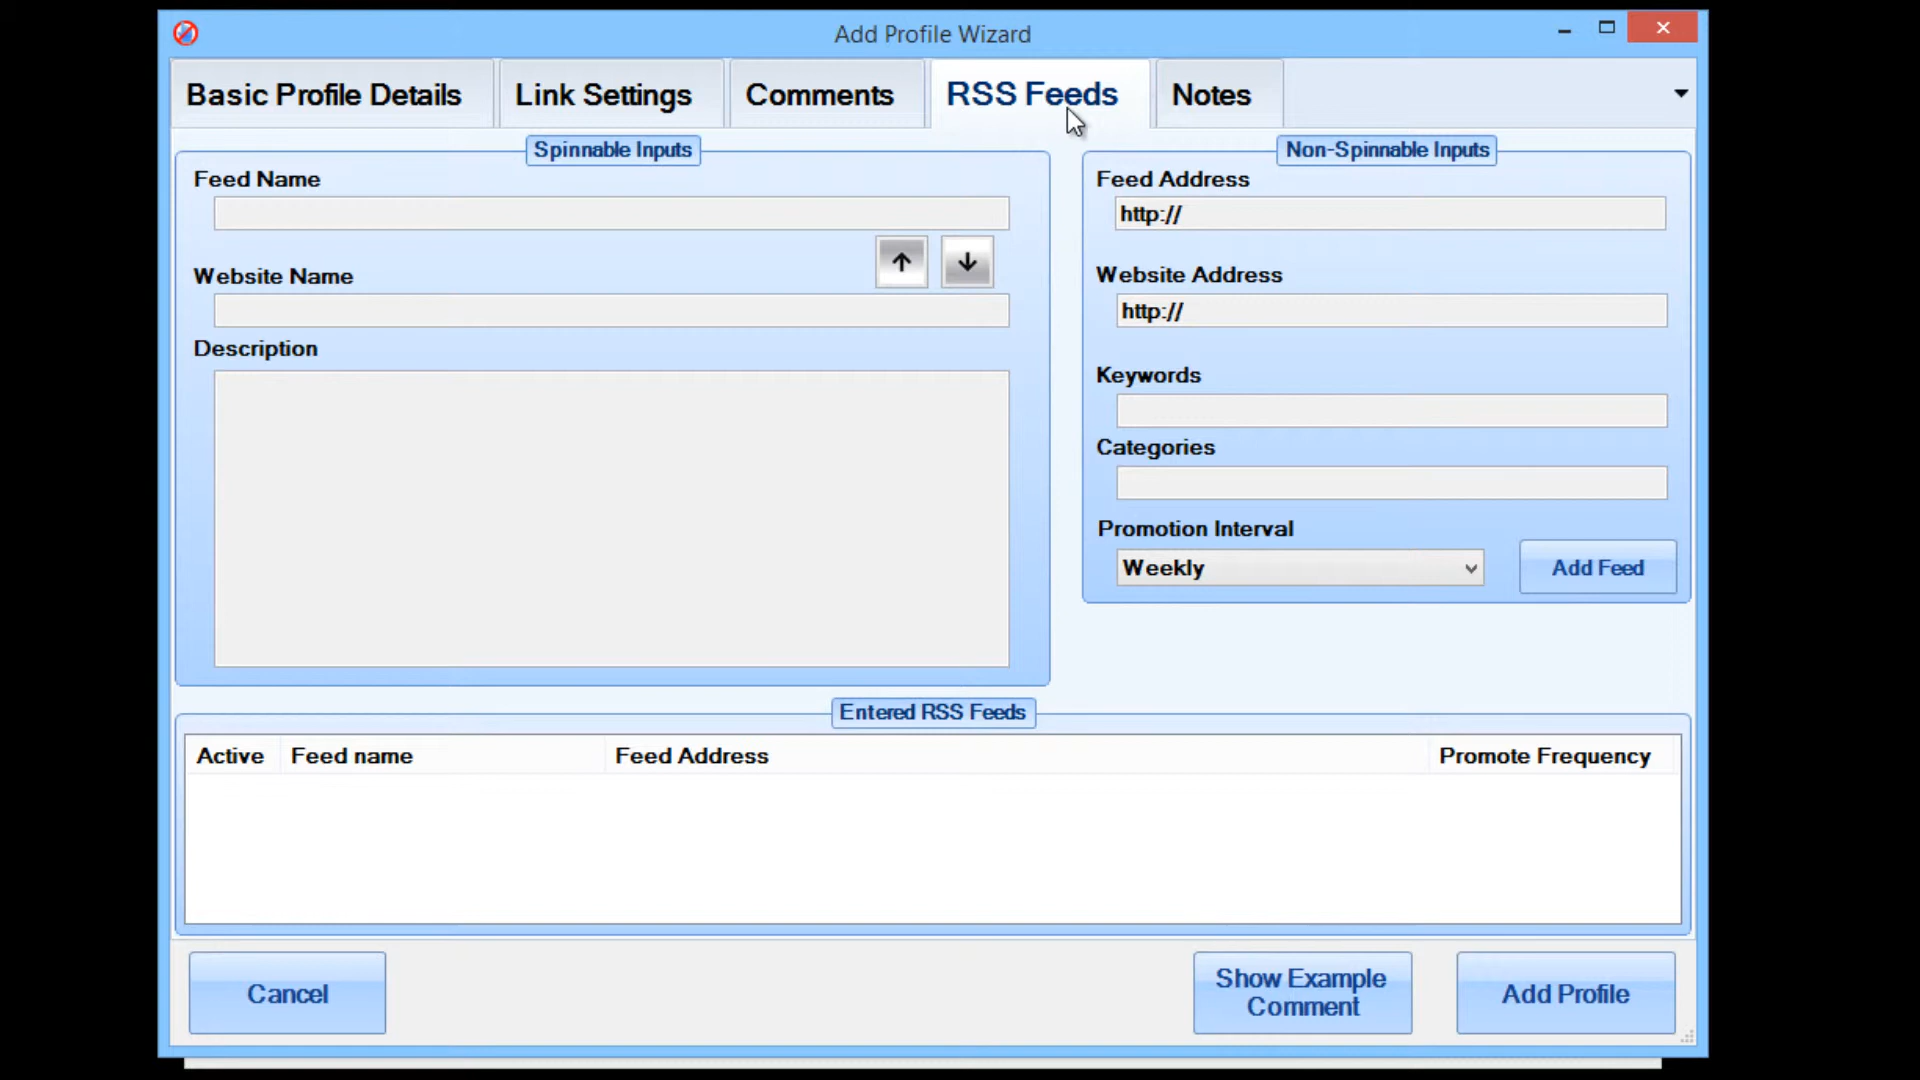 Add Profile Wizard
Basic Profile Details
Link Settings
Comments
RSS Feeds
Notes
Spinnable Inputs
Feed Name
Website Name
Description
Non-Spinnable Inputs
Feed Address
http://
Website Address
http://
Keywords
Categories
Promotion Interval
Weekly
Add Feed
Entered RSS Feeds
Active
Feed name
Feed Address
Promote Frequency
Cancel
Show Example
Comment
Add Profile